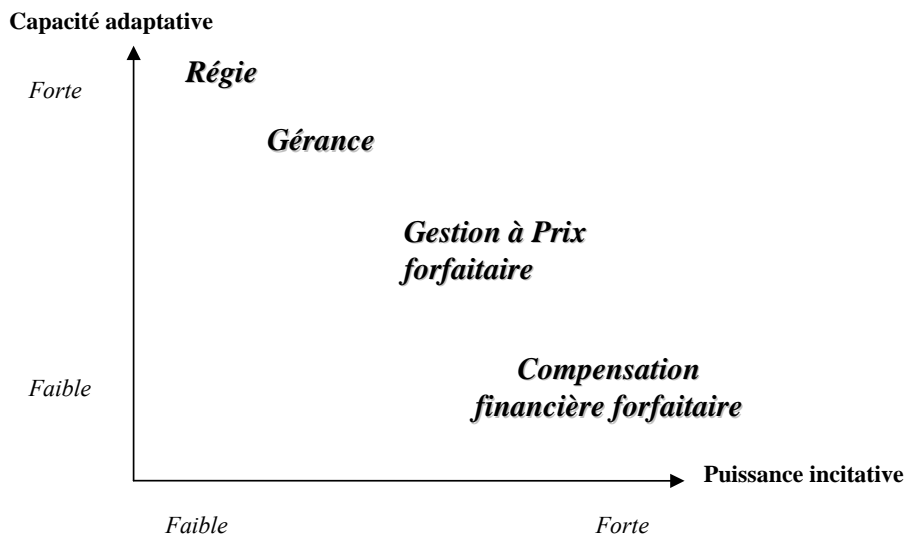 Capacité adaptative
Régie
Forte
Gérance
Gestion à Prix
forfaitaire
Compensation
Faible
financière forfaitaire
Puissance incitative
Faible
Forte